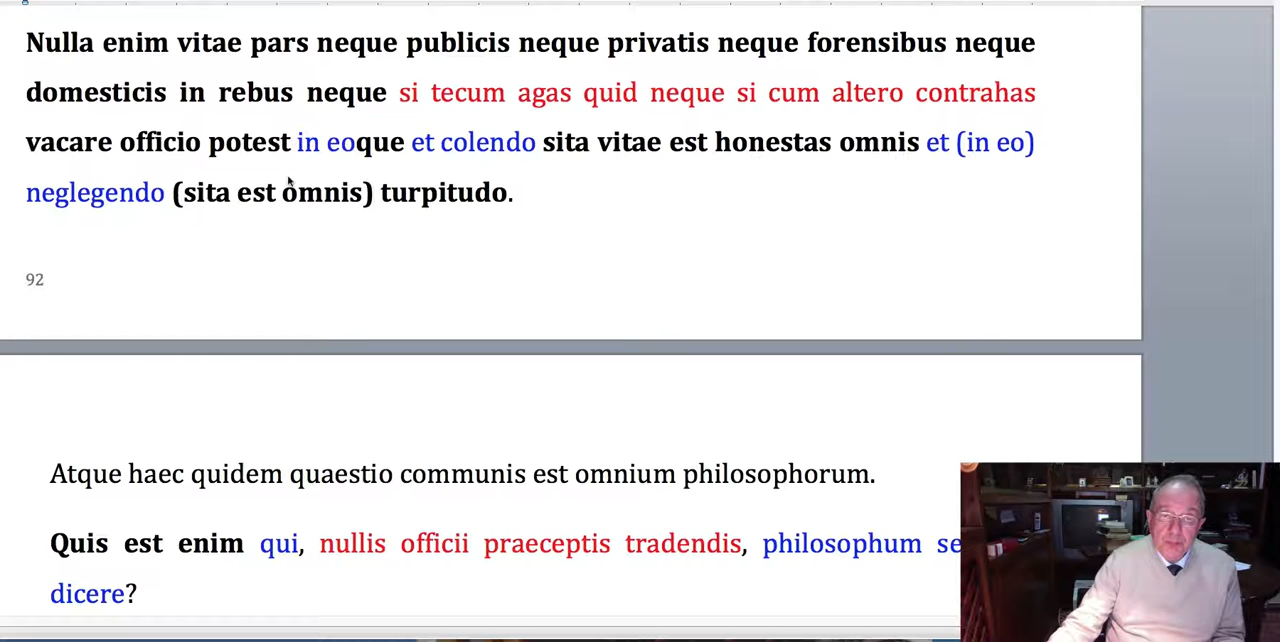 Nulla enim vitae pars neque publicis neque privatis neque forensibus neque
domesticis in rebus neque si tecum agas quid neque si cum altero contrahas
vacare officio potest in eoque et colendo sita vitae est honestas omnis et (in eo)
neglegendo (sita est omnis) turpitudo.
92
Atque haec quidem quaestio communis est omnium philosophorum.
Quis est enim qui, nullis officii praeceptis tradendis, philosophum se
dicere?